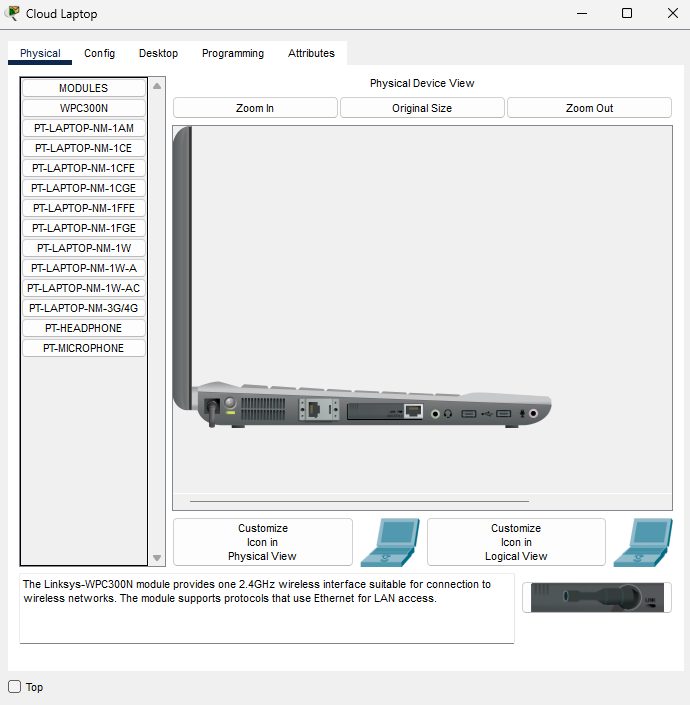 Cloud Laptop
Physical Config Desktop Programming Attributes
MODULES
WPC300N
PT-LAPTOP-NM-1AM
PT-LAPTOP-NM-1CE
PT-LAPTOP-NM-1CFE
PT-LAPTOP-NM-1CGE
PT-LAPTOP-NM-1FFE
PT-LAPTOP-NM-1FGE
PT-LAPTOP-NM-1W
PT-LAPTOP-NM-1W-A
PT-LAPTOP-NM-1W-AC
PT-LAPTOP-NM-3G/4G
PT-HEADPHONE
PT-MICROPHONE
Physical Device View
Zoom In Original Size Zoom Out
Customize
Icon in
Physical View
Customize
Icon in
Logical View
The Linksys-WPC300N module provides one 2.4GHz wireless interface suitable for connection to
wireless networks. The module supports protocols that use Ethernet for LAN access.
LINK
Top